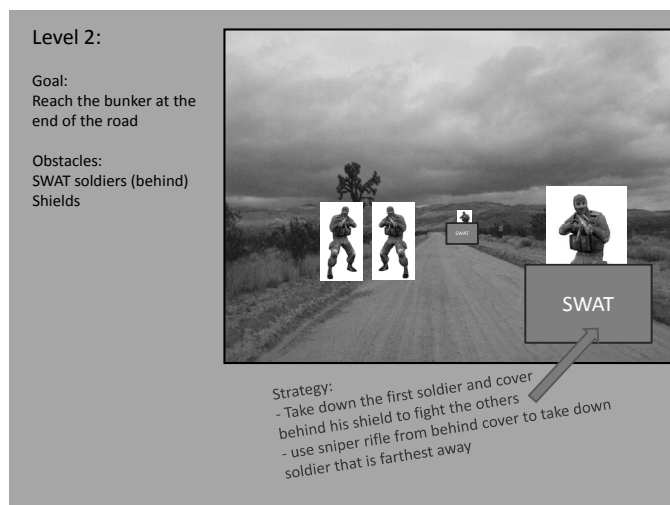 Level 2:
Goal:
Reach the bunker at the
end of the road
Obstacles:
SWAT soldiers (behind)
Shields
SWAT
SWAT
Strategy:
- Take down the first soldier and cover
behind his shield to fight the others
- use sniper rifle from behind cover to take down
soldier that is farthest away